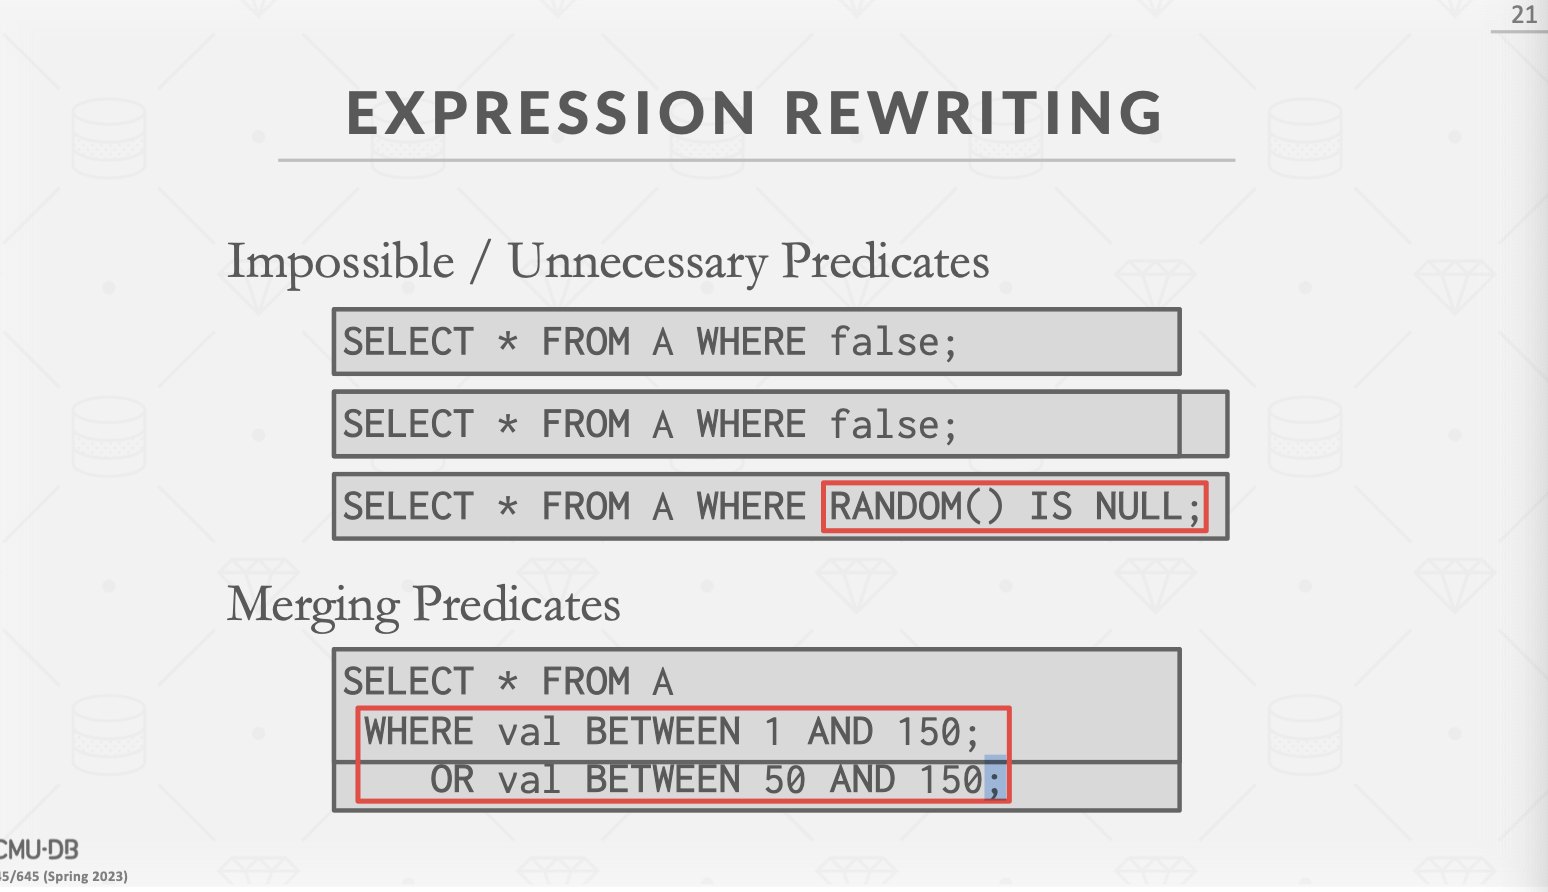 21
EXPRESSION REWRITING
Impossible / Unnecessary Predicates
SELECT * FROM A WHERE false;
SELECT * FROM A WHERE false;
SELECT * FROM A WHERE RANDOM() IS NULL;
Merging Predicates
SELECT * FROM A
WHERE val BETWEEN 1 AND 150;
OR val BETWEEN 50 AND 150;
CMU·DB
45/645 (Spring 2023)